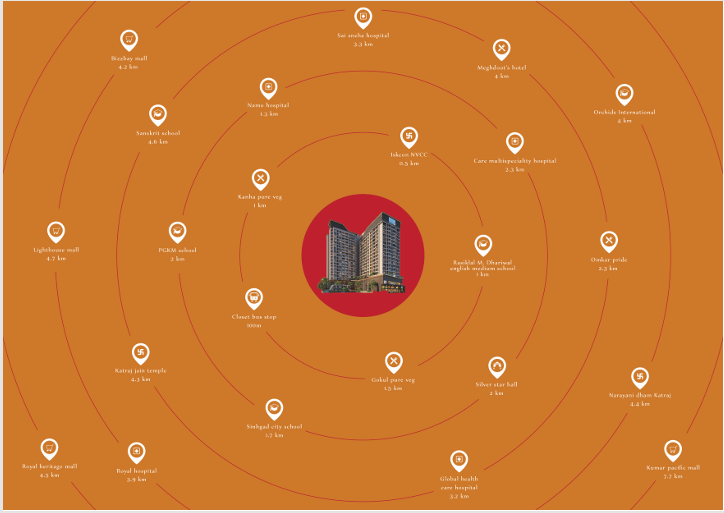 Sai sneha hospital
3.3 km
Bizzbay mall
4.2 km
Meghdoot's hotel
4 km
Name hospital
1.3 km
Orchids International
4 km
Sanskrit school
4.6 km
Iskcon NVCC
0.5 km
Care multispeciality hospital
2.3 km
Kanha pure veg
1 km
Lighthouse mall
4.7 km
PGKM school
2 km
Rasiklal M. Dhariwal
english medium school
1 km
Omkar pride
2.3 km
Closet bus stop
100m
Katraj jain temple
4.3 km
Gokul pure veg
1.5 km
Silver star hall
2 km
Narayani dham Katraj
4.4 km
Sinhgad city school
1.7 km
Royal heritage mall
4.5 km
Royal hospital
3.9 km
Global health
care hospital
3.2 km
Kumar pacific mall
7.7 km